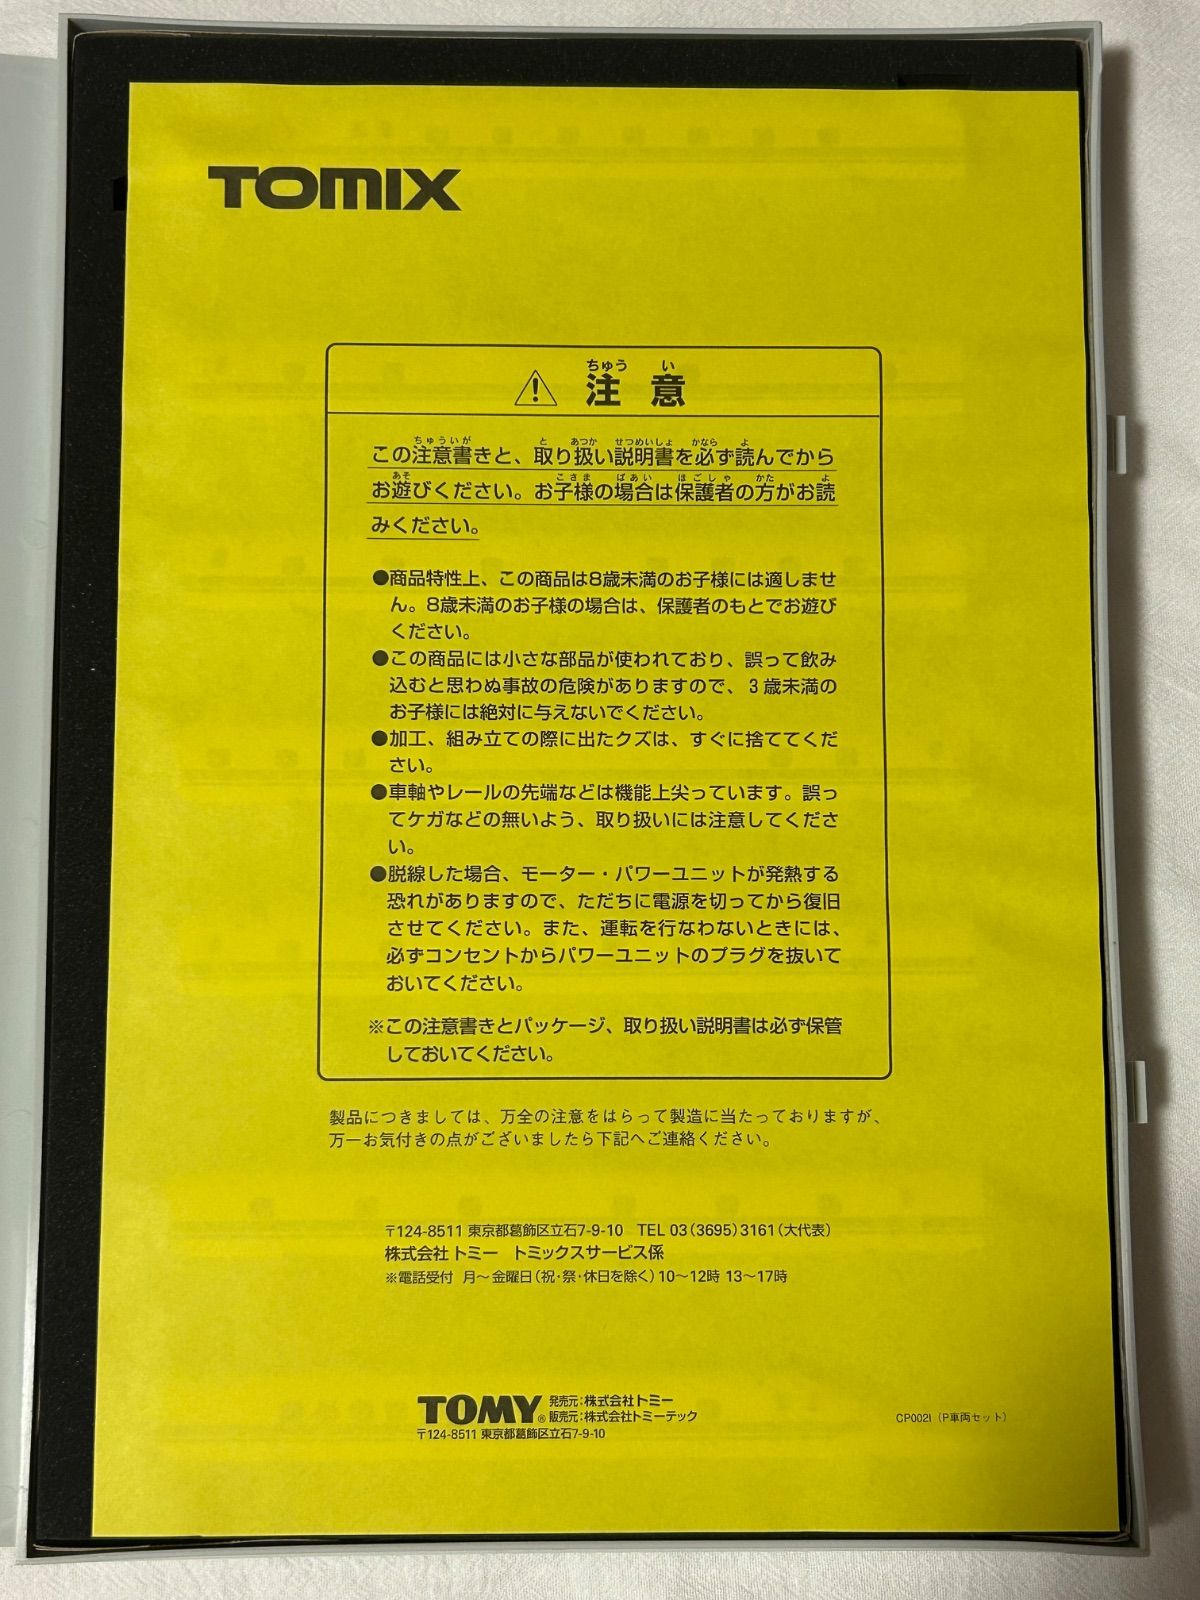 TOMIX
ちゅう い
⚠ 注意
ちゅういが と あつか せつめいしょ かなら よ
この注意書きと、取り扱い説明書を必ず読んでから
あそ こさま ばあい ほごしゃ かた よ
お遊びください。お子様の場合は保護者の方がお読
みください。
●商品特性上、この商品は8歳未満のお子様には適しませ
ん。8歳未満のお子様の場合は、保護者のもとでお遊び
ください。
●この商品には小さな部品が使われており、誤って飲み
込むと思わぬ事故の危険がありますので、3歳未満の
お子様には絶対に与えないでください。
●加工、組み立ての際に出たクズは、すぐに捨ててくだ
さい。
●車軸やレールの先端などは機能上尖っています。誤っ
てケガなどの無いよう、取り扱いには注意してくださ
い。
●脱線した場合、モーター・パワーユニットが発熱する
恐れがありますので、ただちに電源を切ってから復旧
させてください。また、運転を行なわないときには、
必ずコンセントからパワーユニットのプラグを抜いて
おいてください。
※この注意書きとパッケージ、取り扱い説明書は必ず保管
しておいてください。
製品につきましては、万全の注意をはらって製造に当たっておりますが、
万一お気付きの点がございましたら下記へご連絡ください。
〒124-8511 東京都葛飾区立石7-9-10 TEL 03(3695)3161(大代表)
株式会社トミー トミックスサービス係
※電話受付 月～金曜日(祝・祭・休日を除く)10～12時 13～17時
TOMY® 発売元:株式会社トミー
販売元:株式会社トミーテック
〒124-8511 東京都葛飾区立石7-9-10
CP002I (P車両セット)